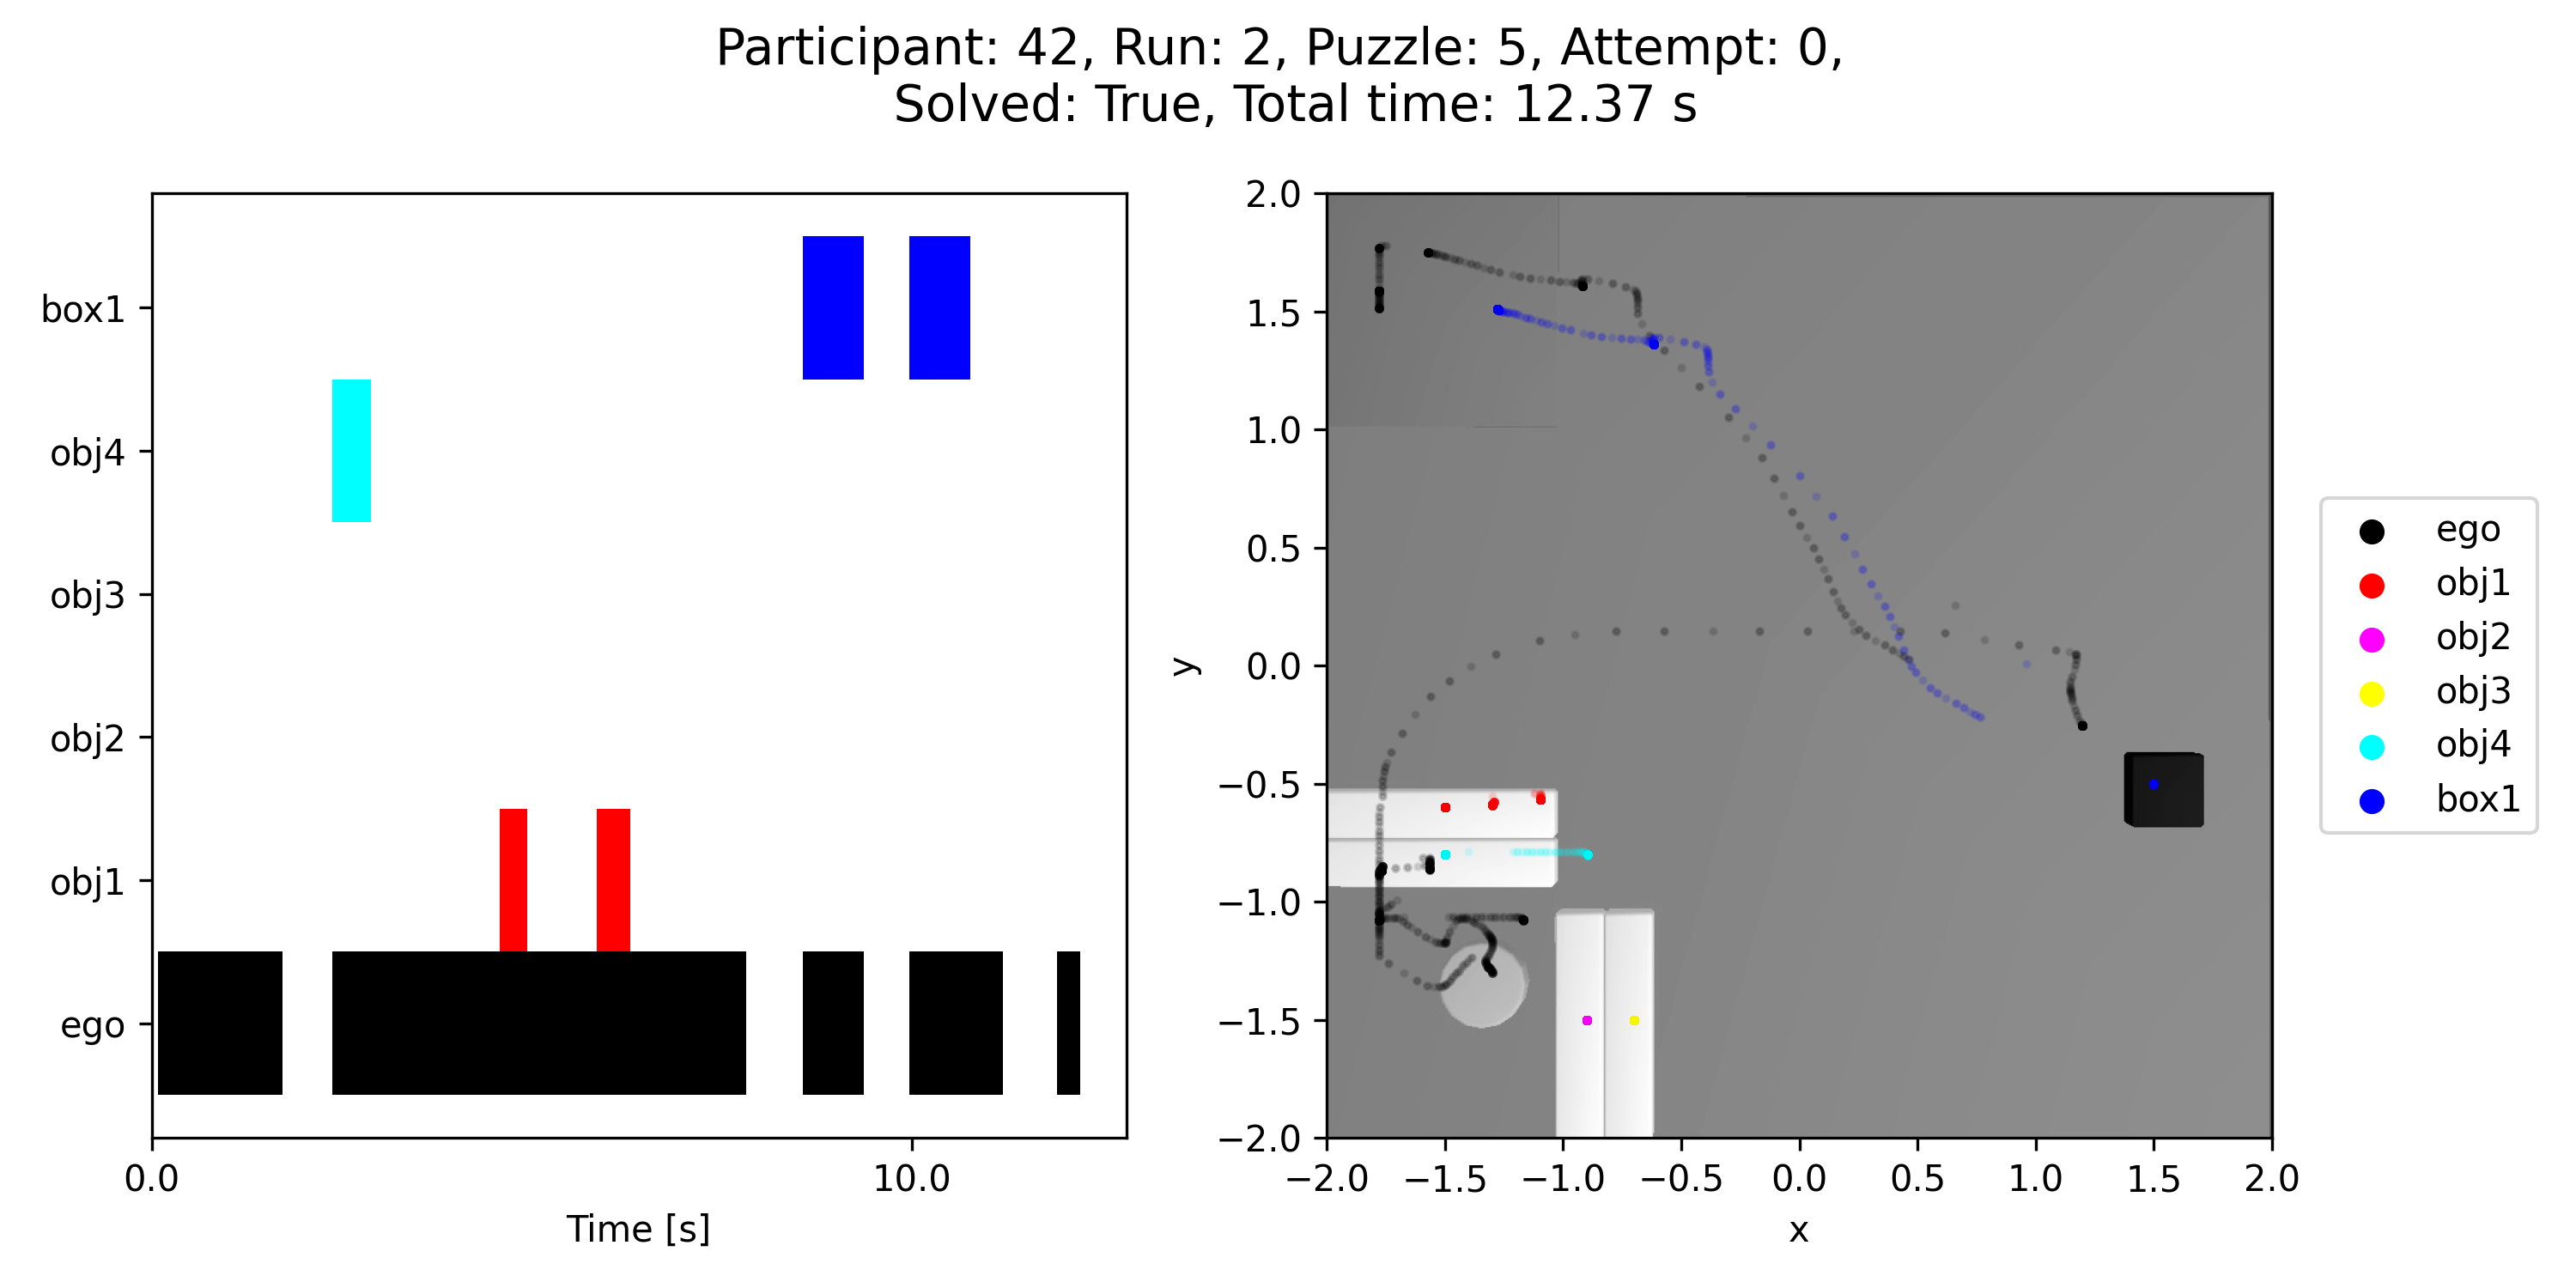 Participant: 42, Run: 2, Puzzle: 5, Attempt: 0,
Solved: True, Total time: 12.37 s
box1
obj4
obj3
obj2
obj1
ego
0.0
10.0
Time [s]
2.0
1.5
1.0
0.5
0.0
−0.5
−1.0
−1.5
−2.0
y
−2.0
−1.5
−1.0
−0.5
0.0
0.5
1.0
1.5
2.0
x
ego
obj1
obj2
obj3
obj4
box1